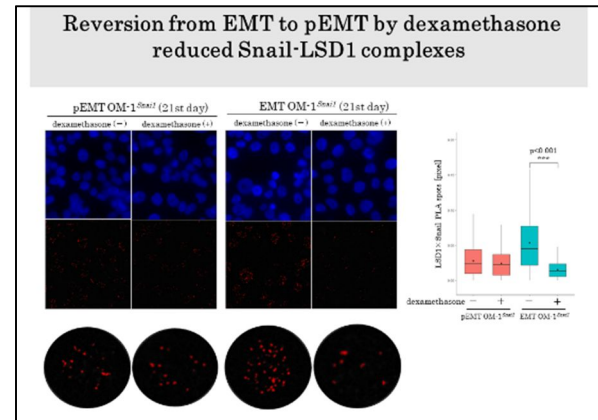 Reversion from EMT to pEMT by dexamethasone
reduced Snail-LSD1 complexes
pEMT OM-1Snail (21st day)
EMT OM-1Snail (21st day)
dexamethasone (−)
dexamethasone (+)
dexamethasone (−)
dexamethasone (+)
p<0.001
***
LSD1×Snail PLA spots [pixel]
dexamethasone − + − +
pEMT OM-1Snail EMT OM-1Snail